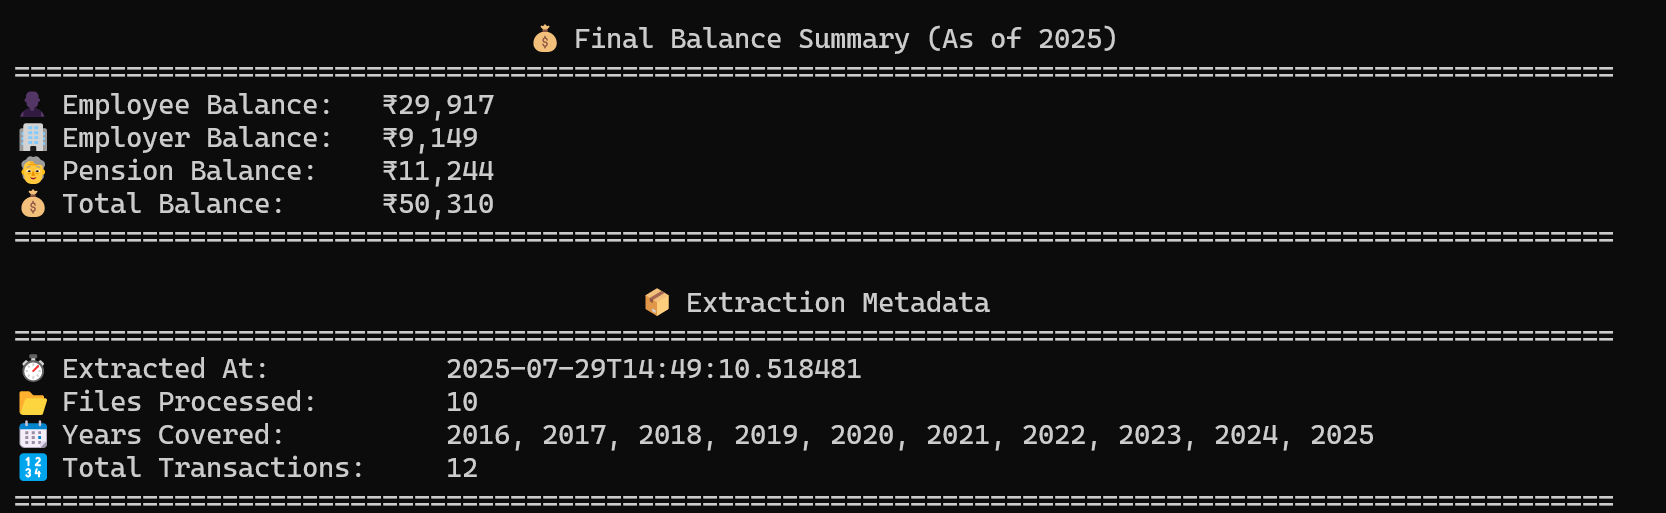 💰 Final Balance Summary (As of 2025)
====================================================================================================
👤 Employee Balance:   ₹29,917
🏢 Employer Balance:   ₹9,149
🧓 Pension Balance:    ₹11,244
💰 Total Balance:      ₹50,310
====================================================================================================
📦 Extraction Metadata
====================================================================================================
⏱️ Extracted At:           2025-07-29T14:49:10.518481
📂 Files Processed:        10
📅 Years Covered:          2016, 2017, 2018, 2019, 2020, 2021, 2022, 2023, 2024, 2025
🔢 Total Transactions:     12
====================================================================================================